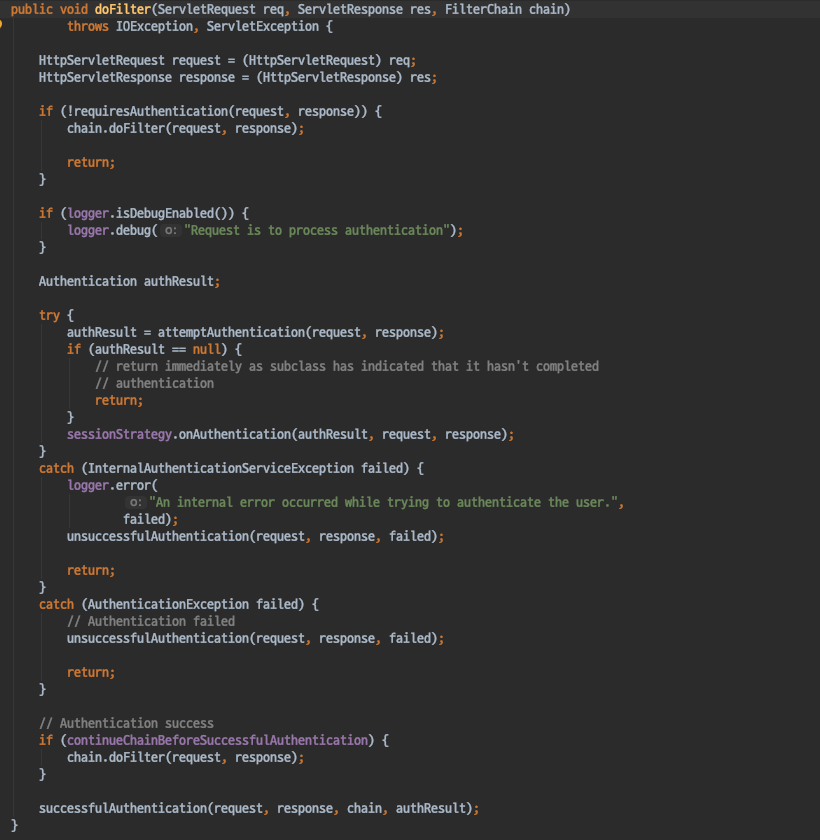 public void doFilter(ServletRequest req, ServletResponse res, FilterChain chain)
        throws IOException, ServletException {

    HttpServletRequest request = (HttpServletRequest) req;
    HttpServletResponse response = (HttpServletResponse) res;

    if (!requiresAuthentication(request, response)) {
        chain.doFilter(request, response);

        return;
    }

    if (logger.isDebugEnabled()) {
        logger.debug( o: "Request is to process authentication");
    }

    Authentication authResult;

    try {
        authResult = attemptAuthentication(request, response);
        if (authResult == null) {
            // return immediately as subclass has indicated that it hasn't completed
            // authentication
            return;
        }
        sessionStrategy.onAuthentication(authResult, request, response);
    }
    catch (InternalAuthenticationServiceException failed) {
        logger.error(
                o: "An internal error occurred while trying to authenticate the user.",
                failed);
        unsuccessfulAuthentication(request, response, failed);

        return;
    }
    catch (AuthenticationException failed) {
        // Authentication failed
        unsuccessfulAuthentication(request, response, failed);

        return;
    }

    // Authentication success
    if (continueChainBeforeSuccessfulAuthentication) {
        chain.doFilter(request, response);
    }

    successfulAuthentication(request, response, chain, authResult);
}